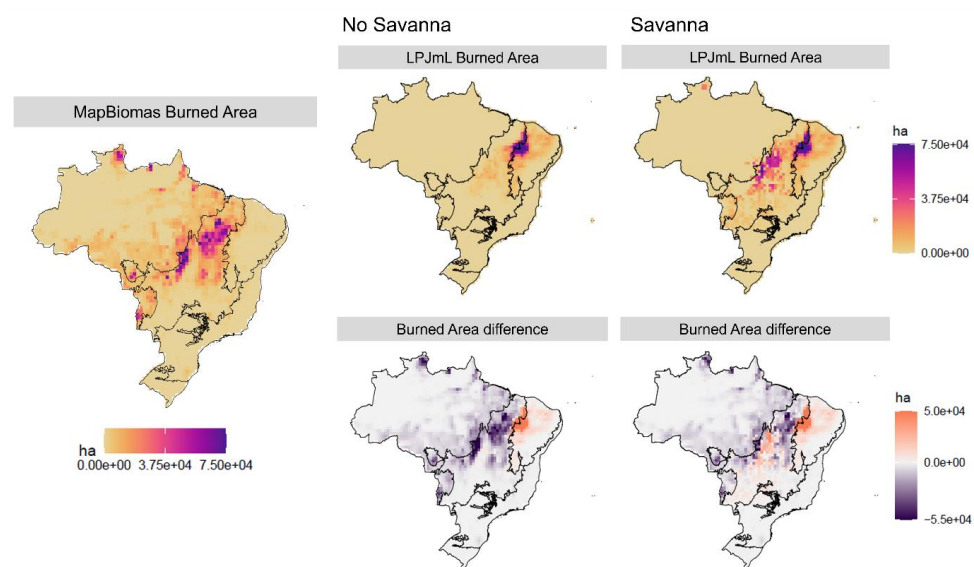 No Savanna
Savanna
LPJmL Burned Area
LPJmL Burned Area
MapBiomas Burned Area
ha
7.50e+04
3.75e+04
0.00e+00
ha
0.00e+00 3.75e+04 7.50e+04
Burned Area difference
Burned Area difference
ha
5.0e+04
0.0e+00
−5.5e+04